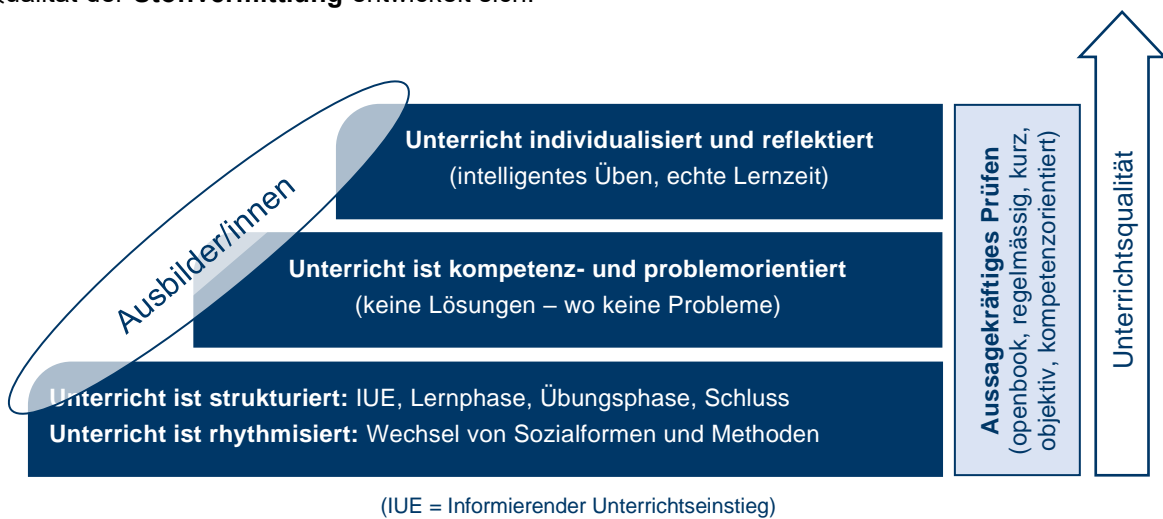 der Stoffvermittlung
Unterricht individualisiert und reflektiert
(intelligentes Üben, echte Lernzeit)
Unterricht ist kompetenz- und problemorientiert
(keine Lösungen – wo keine Probleme)
Unterricht ist strukturiert: IUE, Lernphase, Übungsphase, Schluss
Unterricht ist rhythmisiert: Wechsel von Sozialformen und Methoden
(IUE = Informierender Unterrichtseinstieg)
Ausbilder/innen
Aussagekräftiges Prüfen
(openbook, regelmässig, kurz,
objektiv, kompetenzorientiert)
Unterrichtsqualität